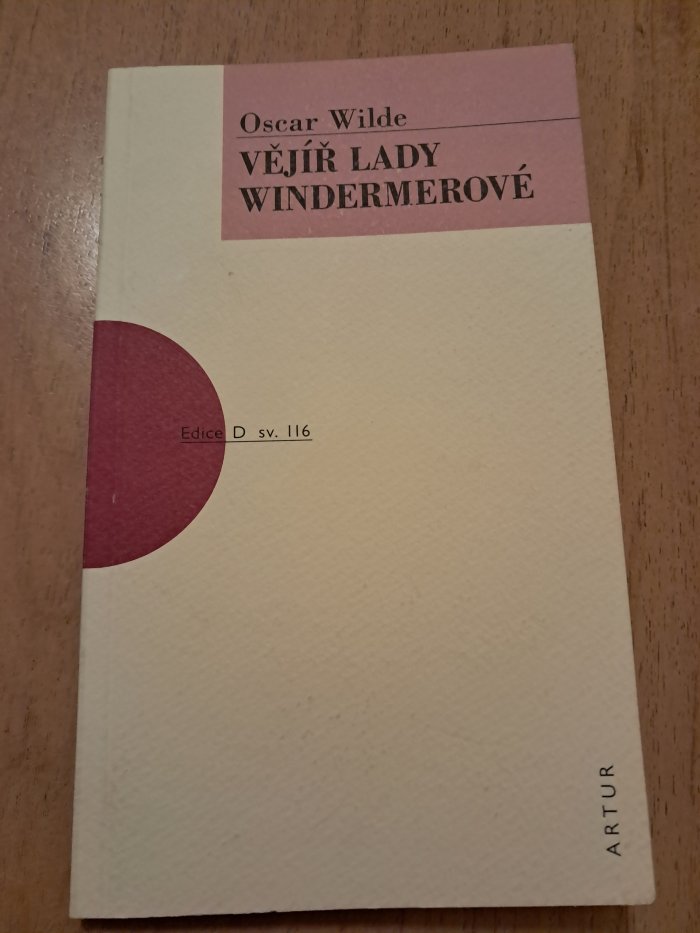 Oscar Wilde
VĚJÍŘ LADY
WINDERMEROVÉ
Edice D sv. 116
ARTUR